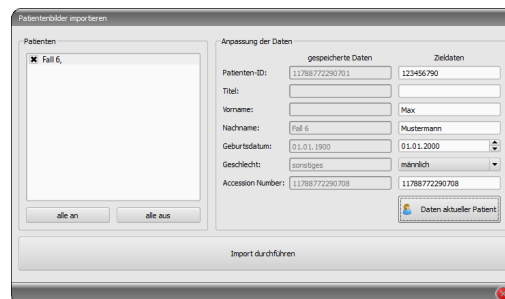 Patientenbilder importieren
Patienten
Fall 6,
alle an
alle aus
Anpassung der Daten
gespeicherte Daten Zieldaten
Patienten-ID: 11788772290701 123456790
Titel:
Vorname: Max
Nachname: Fall 6 Mustermann
Geburtsdatum: 01.01.1900 01.01.2000
Geschlecht: sonstiges männlich
Accession Number: 11788772290708 11788772290708
Daten aktueller Patient
Import durchführen